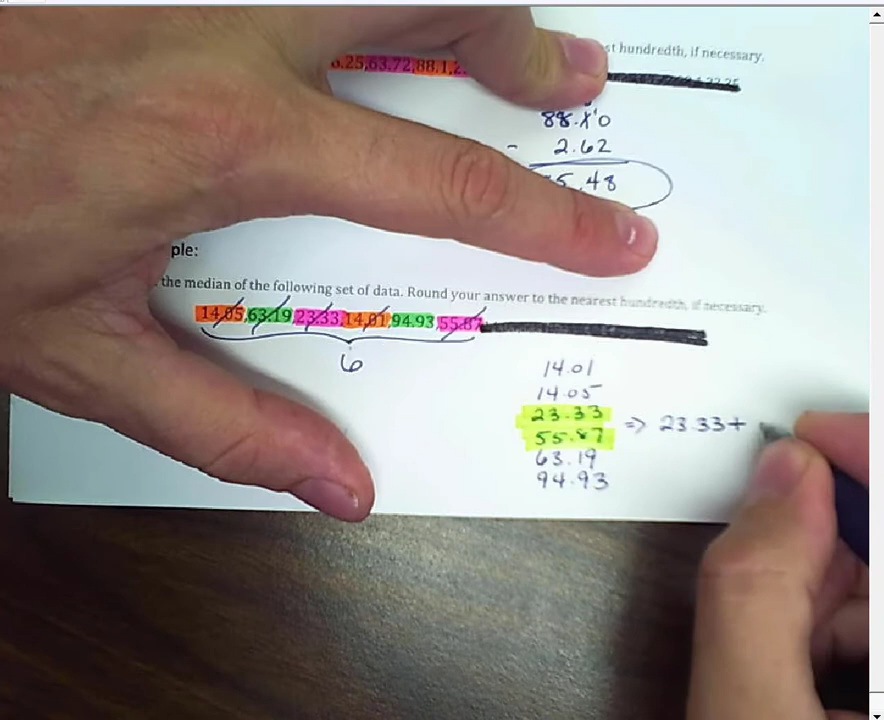 st hundredth, if necessary.
.25,63.72,88.1,2.
88.10
- 2.62
5.48
ple:
the median of the following set of data. Round your answer to the nearest hundredth, if necessary.
14.05,63.19,23.33,14.01,94.93,55.87
6
14.01
14.05
23.33
55.87 => 23.33+
63.19
94.93